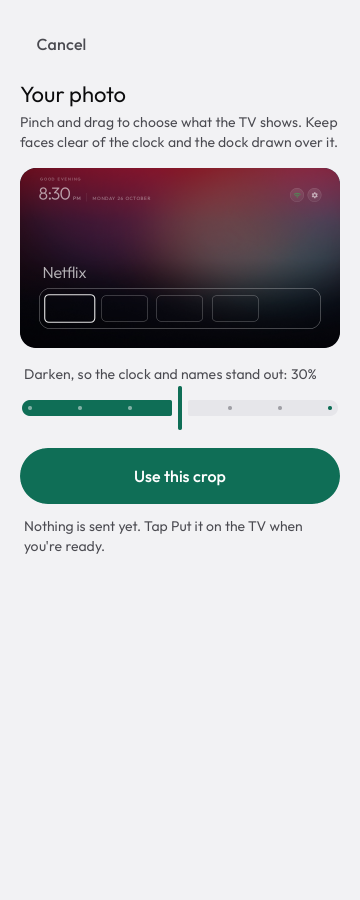 Cancel
Your photo
Pinch and drag to choose what the TV shows. Keep
faces clear of the clock and the dock drawn over it.
GOOD EVENING
8:30 PM MONDAY 26 OCTOBER
Netflix
Darken, so the clock and names stand out: 30%
Use this crop
Nothing is sent yet. Tap Put it on the TV when
you're ready.